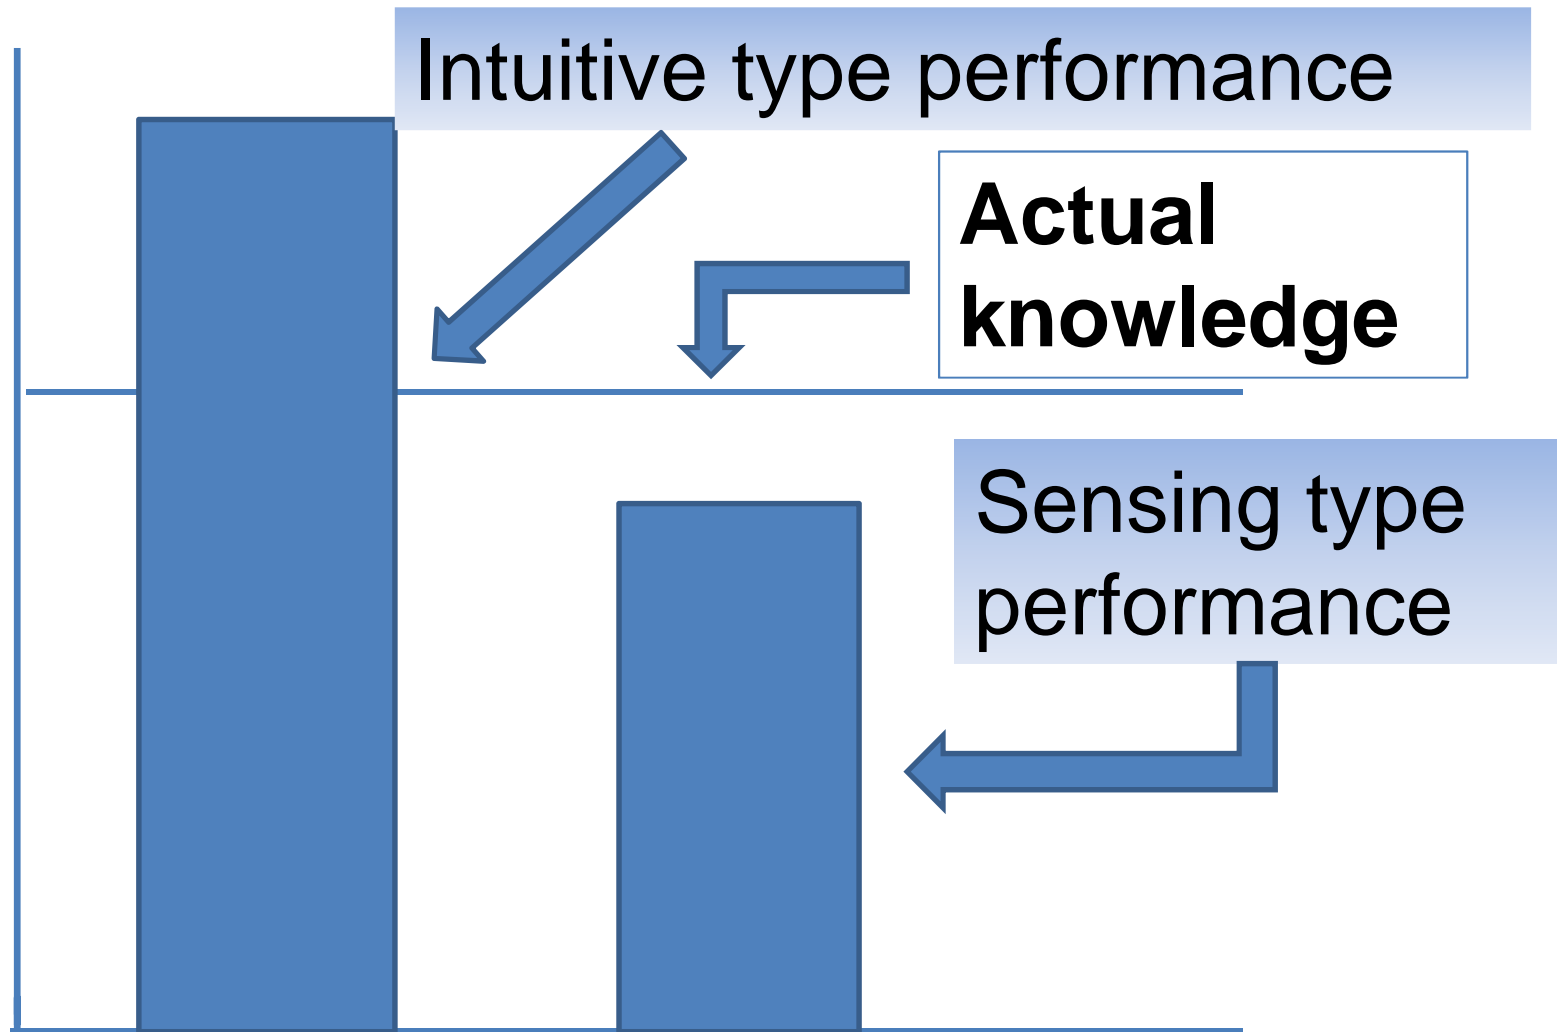 Intuitive type performance
Actual
knowledge
Sensing type
performance